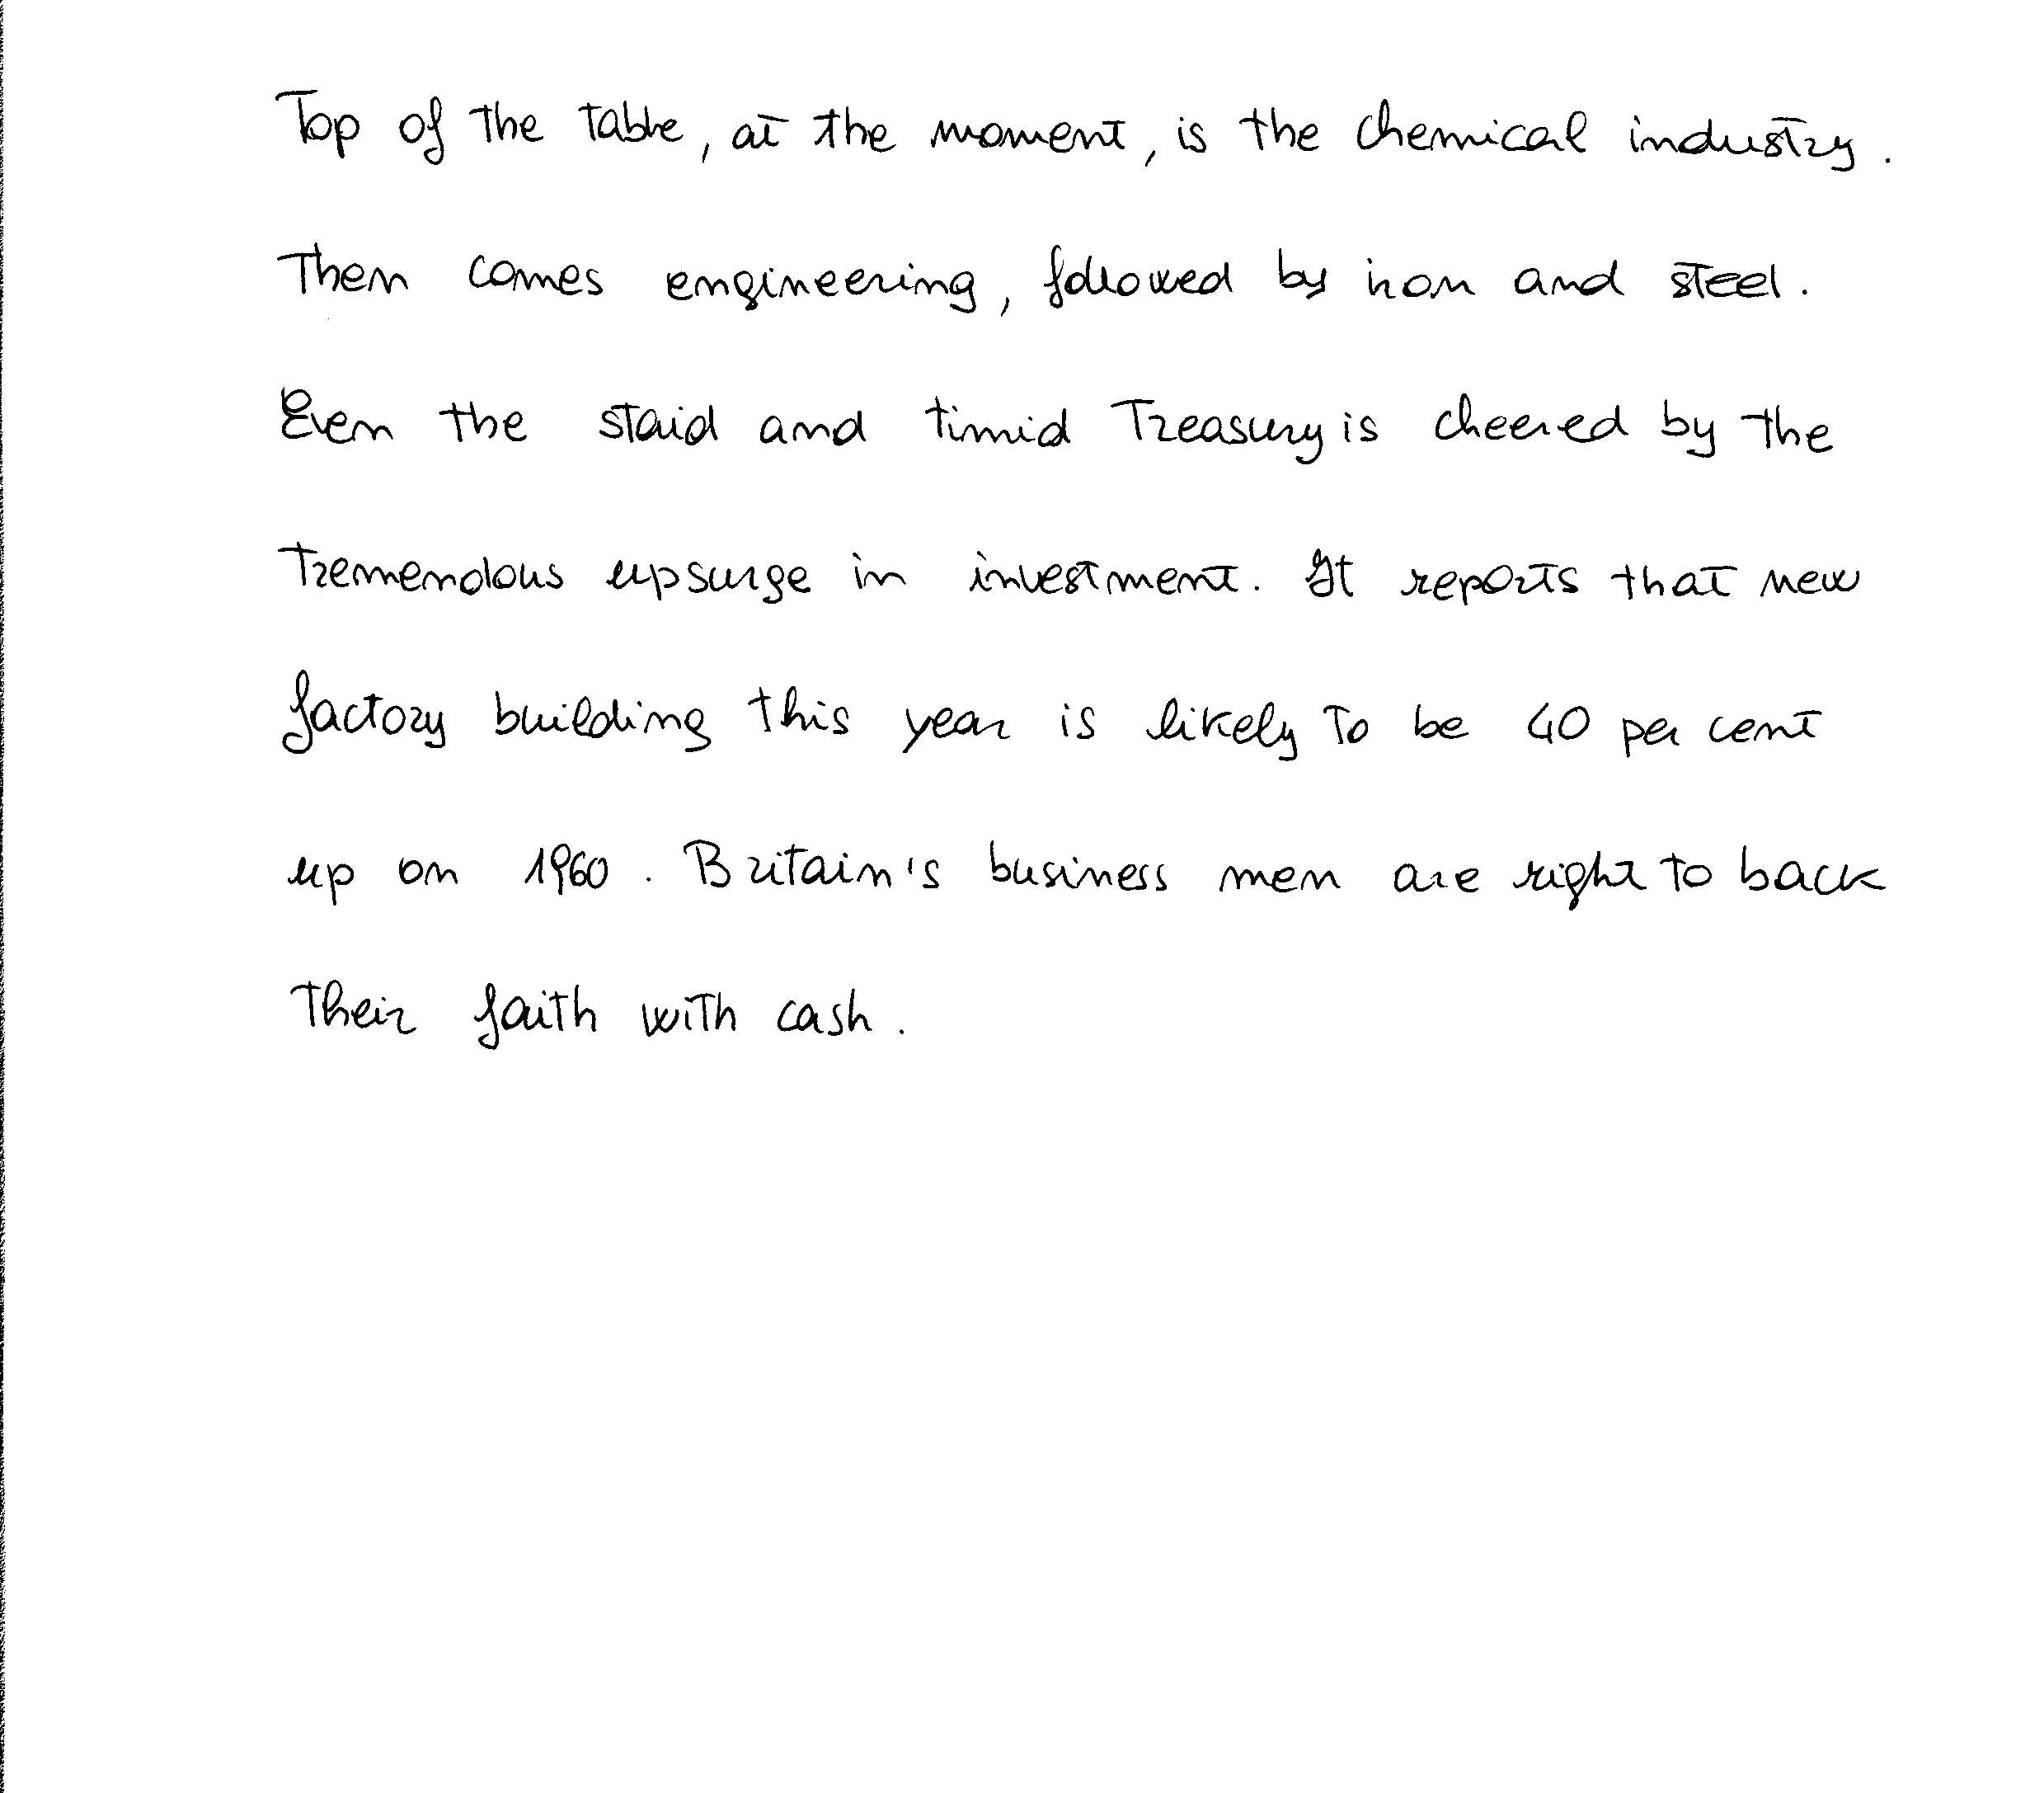 Top of the table, at the moment, is the chemical industry.
Then comes engineering, followed by iron and steel.
Even the staid and timid Treasury is cheered by the
tremendous upsurge in investment. It reports that new
factory building this year is likely to be 40 per cent
up on 1960. Britain's business men are right to back
their faith with cash.